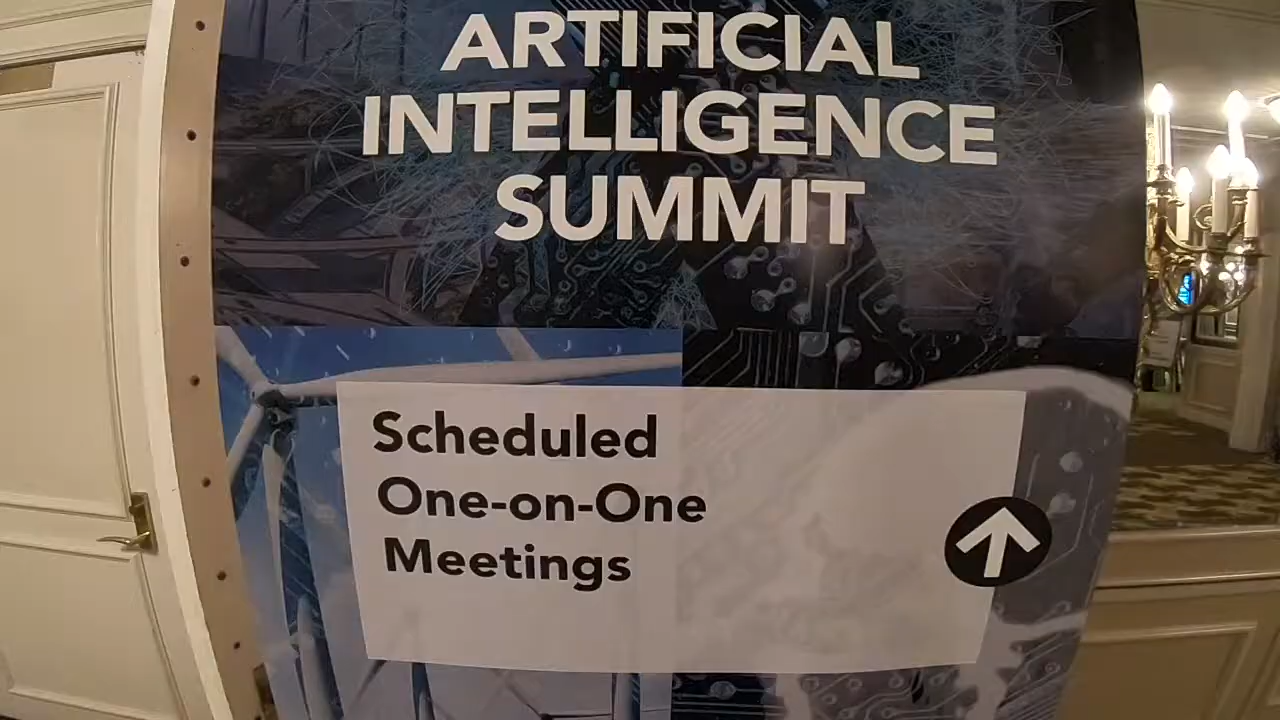 ARTIFICIAL
INTELLIGENCE
SUMMIT
Scheduled
One-on-One
Meetings